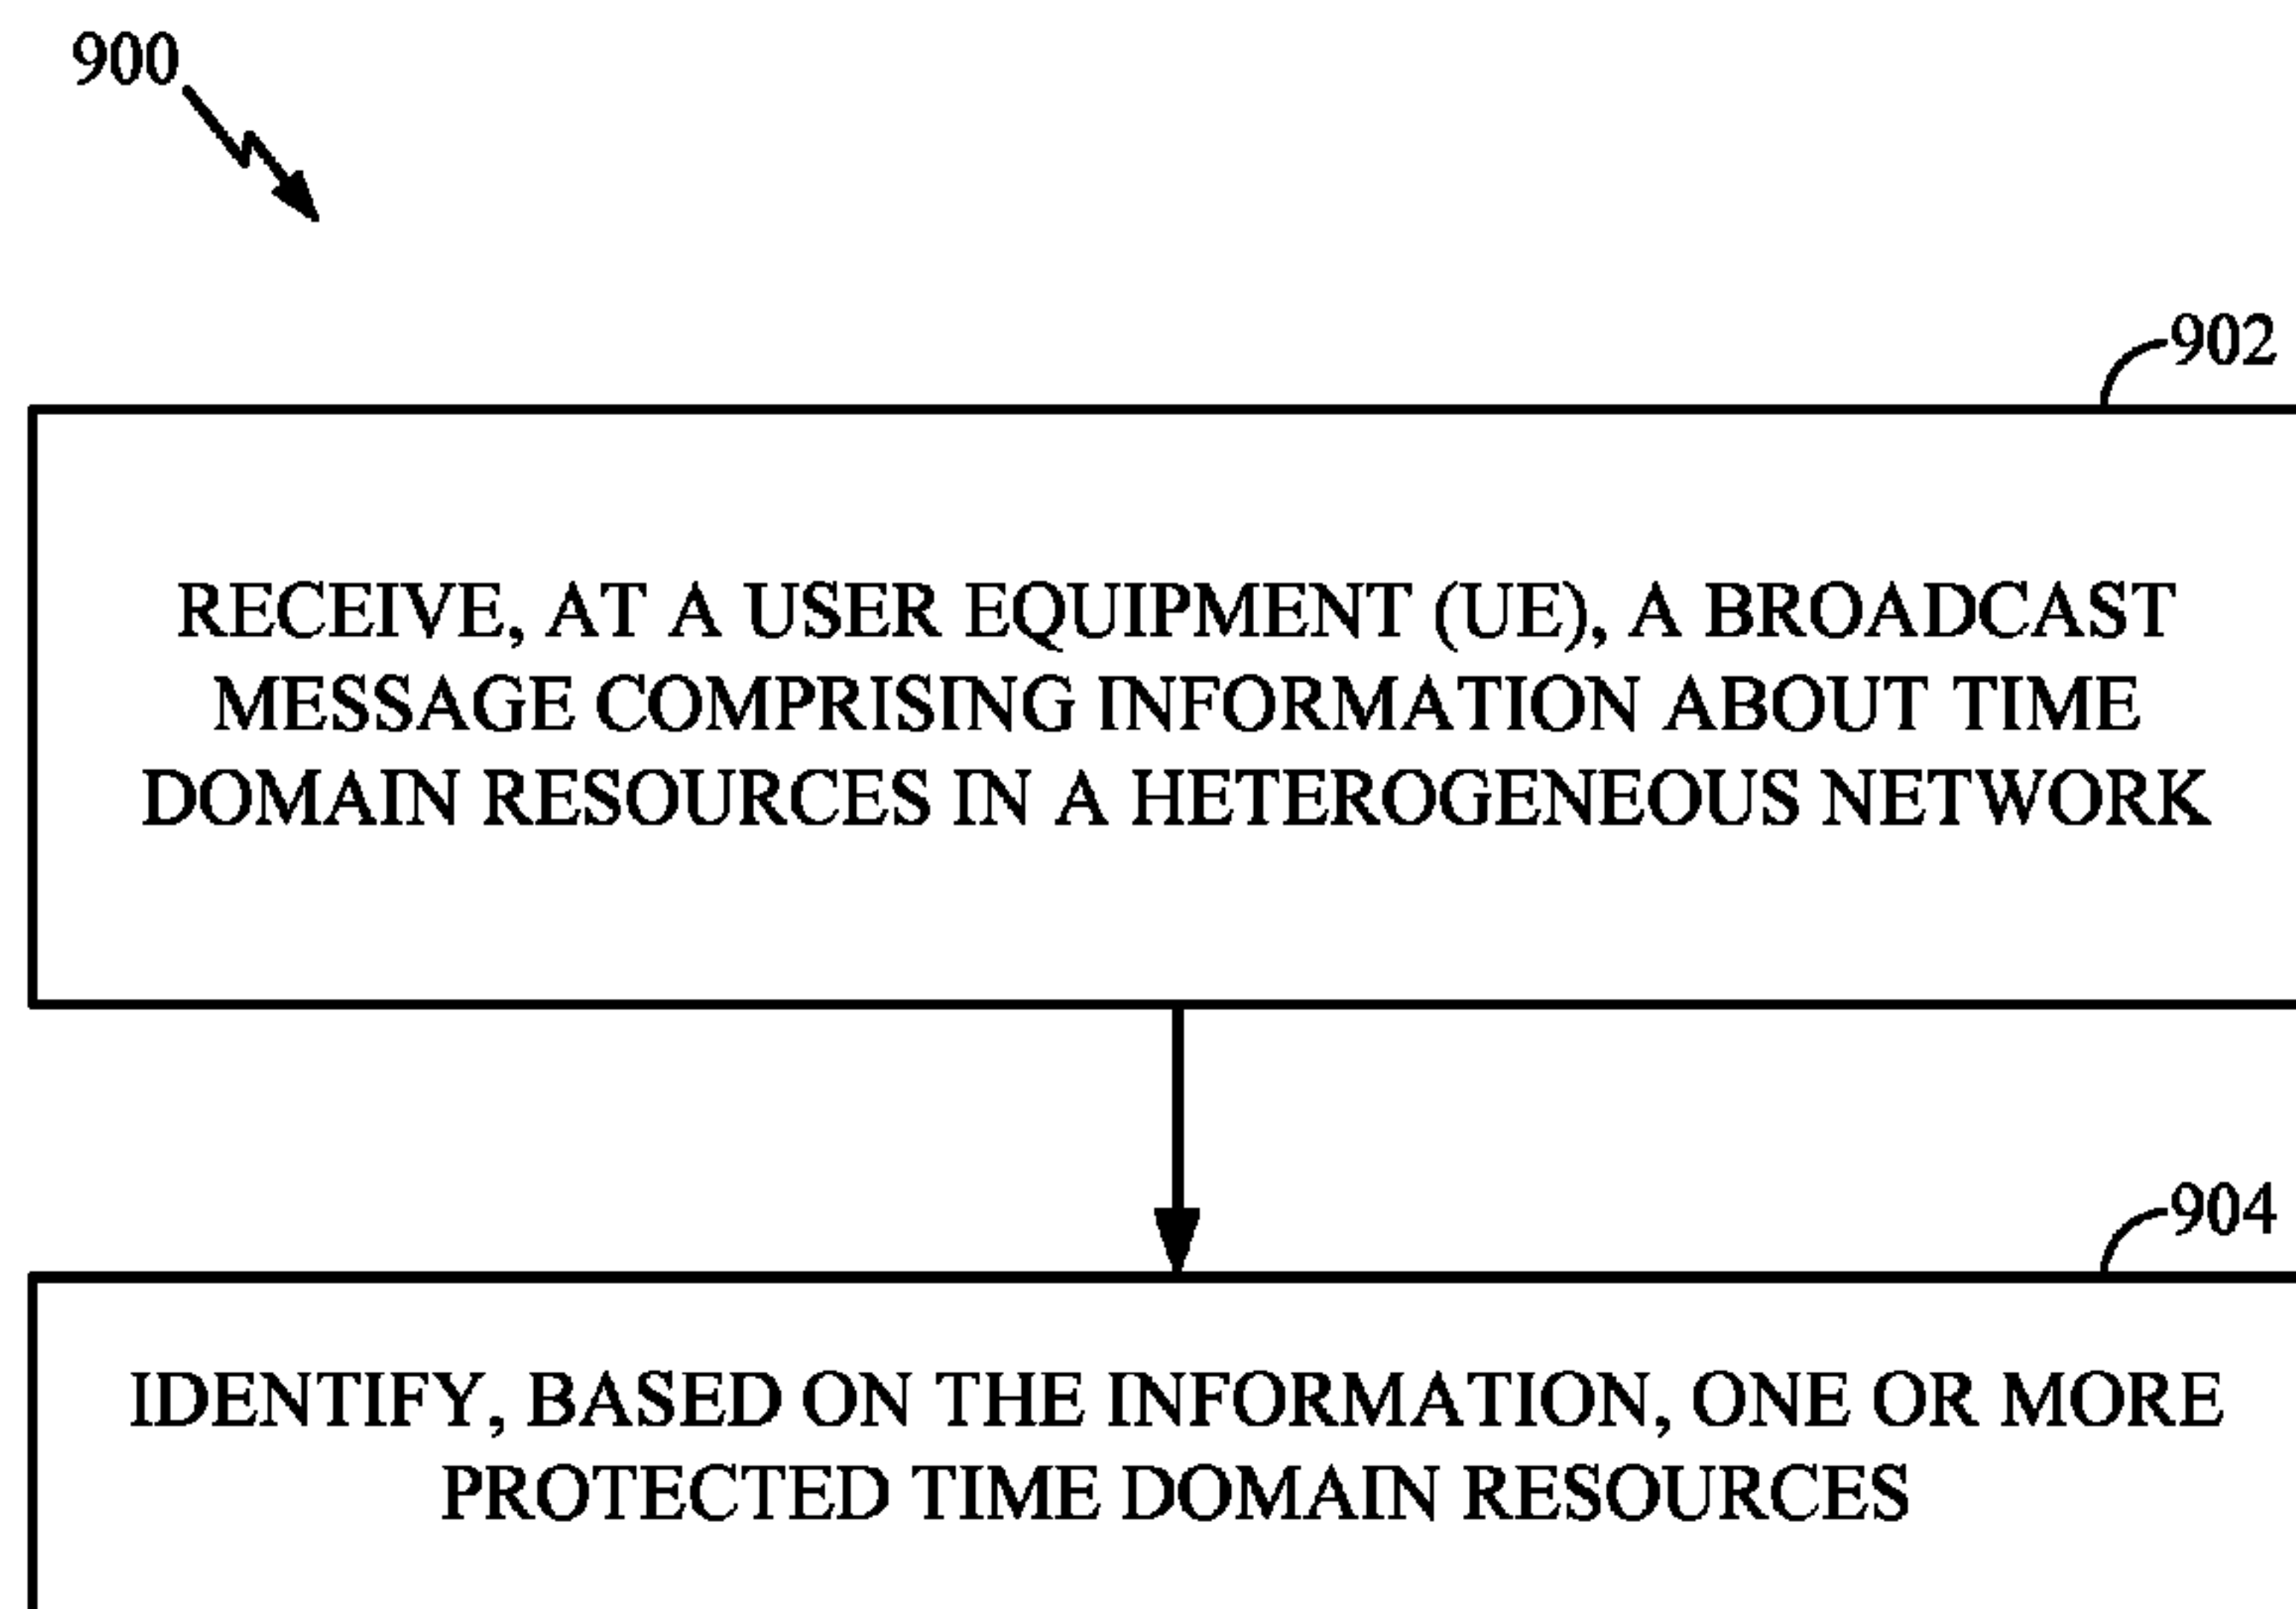 900
902
RECEIVE, AT A USER EQUIPMENT (UE), A BROADCAST
MESSAGE COMPRISING INFORMATION ABOUT TIME
DOMAIN RESOURCES IN A HETEROGENEOUS NETWORK
904
IDENTIFY, BASED ON THE INFORMATION, ONE OR MORE
PROTECTED TIME DOMAIN RESOURCES